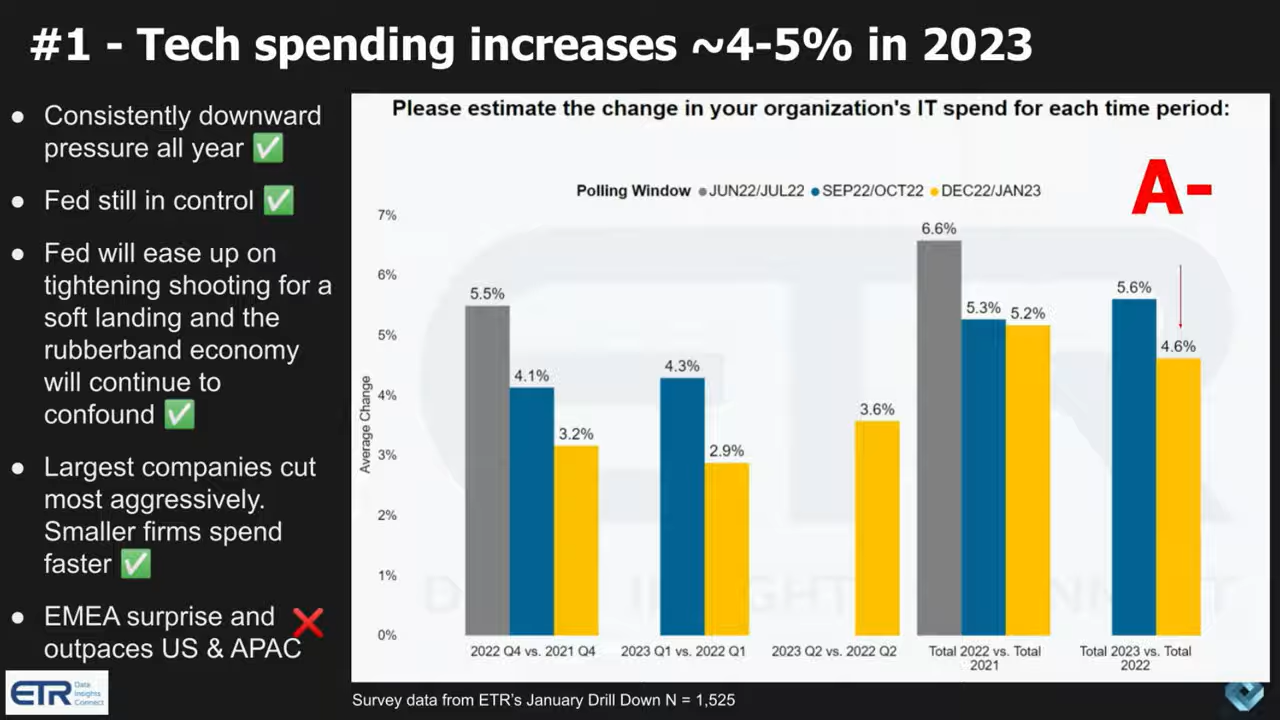 #1 - Tech spending increases ~4-5% in 2023
● Consistently downward
pressure all year ✅
● Fed still in control ✅
● Fed will ease up on
tightening shooting for a
soft landing and the
rubberband economy
will continue to
confound ✅
● Largest companies cut
most aggressively.
Smaller firms spend
faster ✅
● EMEA surprise and ❌
outpaces US & APAC
Please estimate the change in your organization's IT spend for each time period:
A-
Polling Window ●JUN22/JUL22 ●SEP22/OCT22 ●DEC22/JAN23
Average Change
7%
6%
5%
4%
3%
2%
1%
0%
5.5%
4.1%
3.2%
4.3%
2.9%
3.6%
6.6%
5.3%
5.2%
5.6%
4.6%
2022 Q4 vs. 2021 Q4
2023 Q1 vs. 2022 Q1
2023 Q2 vs. 2022 Q2
Total 2022 vs. Total
2021
Total 2023 vs. Total
2022
ETR
Data
Insights
Connect
Survey data from ETR's January Drill Down N = 1,525